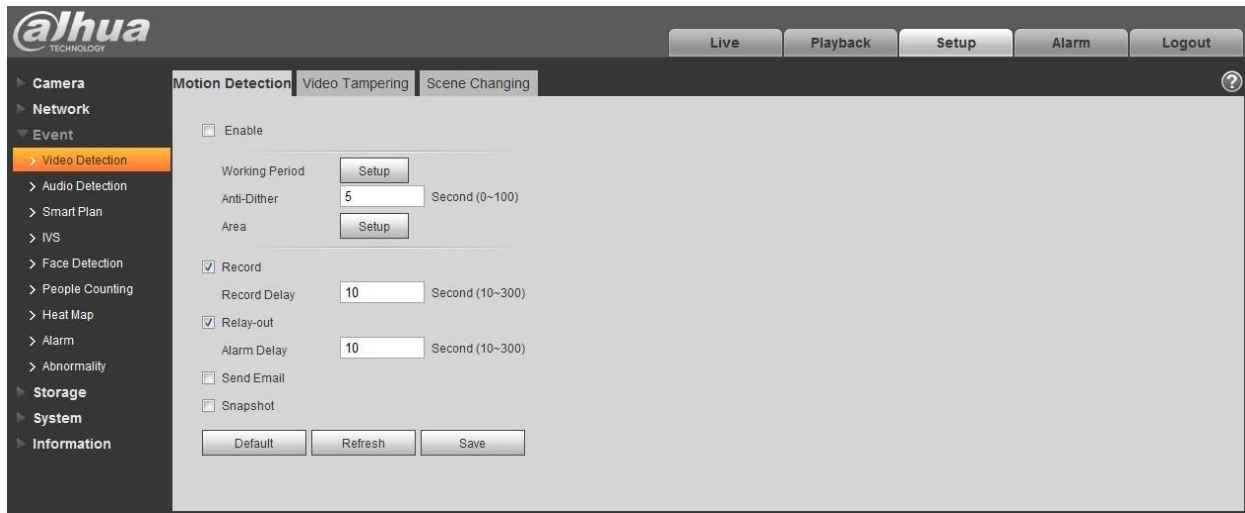 alhua
TECHNOLOGY
Live Playback Setup Alarm Logout
Camera
Network
Event
Video Detection
Audio Detection
Smart Plan
IVS
Face Detection
People Counting
Heat Map
Alarm
Abnormality
Storage
System
Information
Motion Detection Video Tampering Scene Changing
?
Enable
Working Period Setup
Anti-Dither 5 Second (0~100)
Area Setup
Record
Record Delay 10 Second (10~300)
Relay-out
Alarm Delay 10 Second (10~300)
Send Email
Snapshot
Default Refresh Save